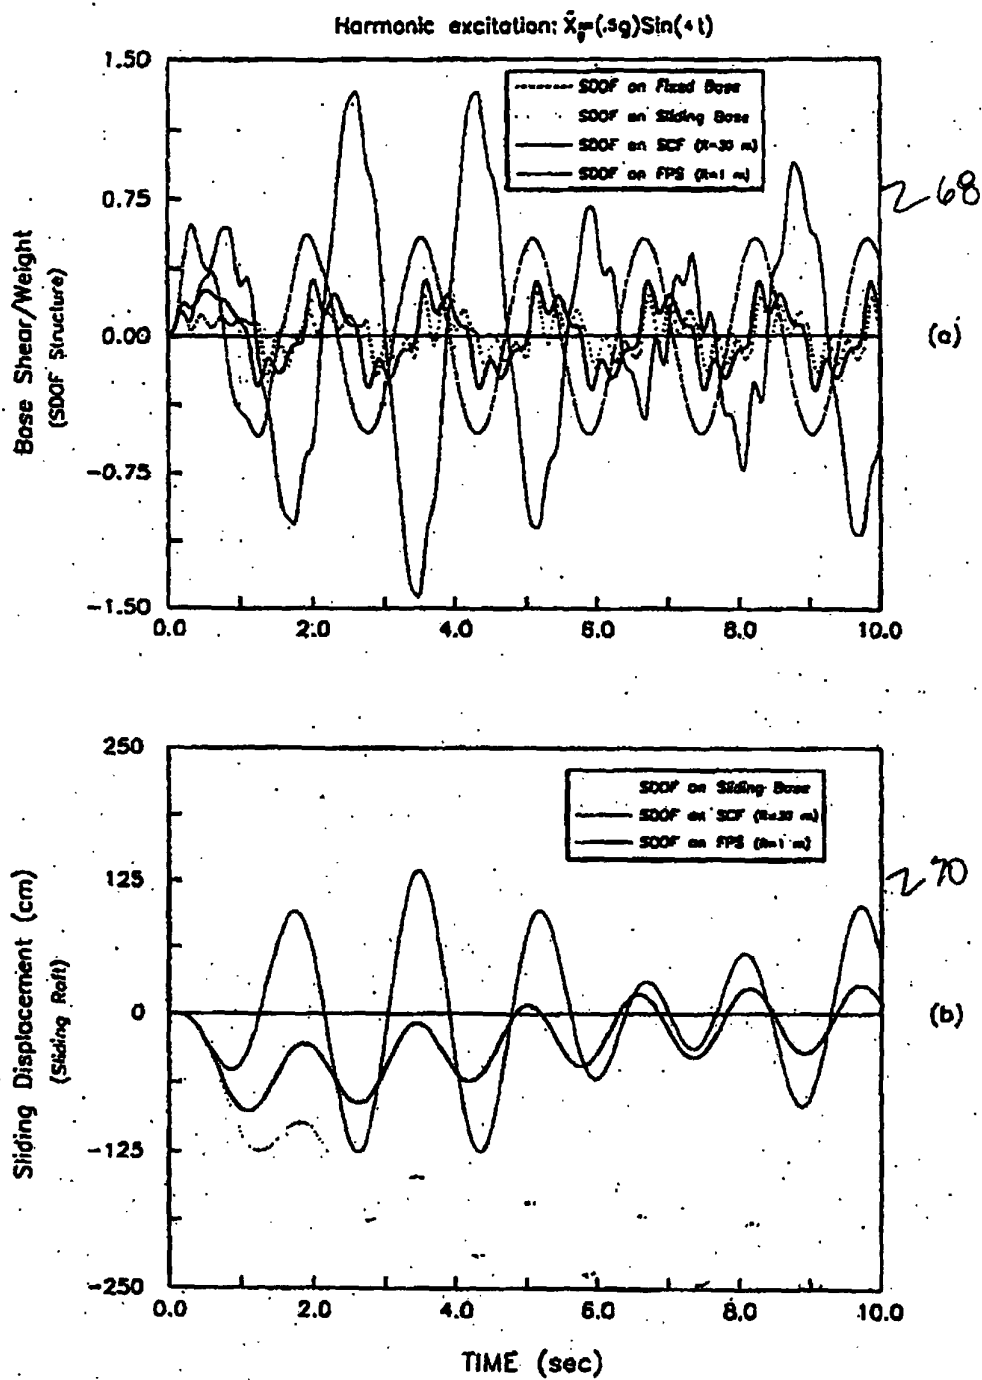 Harmonic excitation: Ẍg=(.5g)Sin(4t)
1.50
0.75
0.00
-0.75
-1.50
Base Shear/Weight
(SDOF Structure)
SDOF on Fixed Base
SDOF on Sliding Base
SDOF on SCF (R=30 m)
SDOF on FPS (R=1 m)
68
(a)
0.0 2.0 4.0 6.0 8.0 10.0
250
125
0
-125
-250
Sliding Displacement (cm)
(Sliding Raft)
SDOF on Sliding Base
SDOF on SCF (R=30 m)
SDOF on FPS (R=1 m)
70
(b)
0.0 2.0 4.0 6.0 8.0 10.0
TIME (sec)